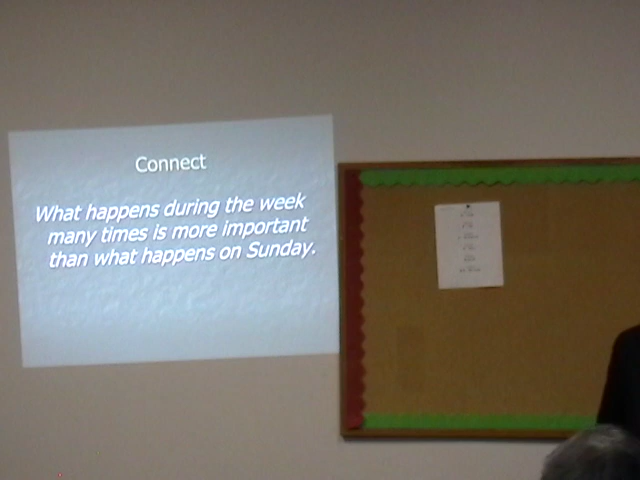 Connect
What happens during the week
many times is more important
than what happens on Sunday.